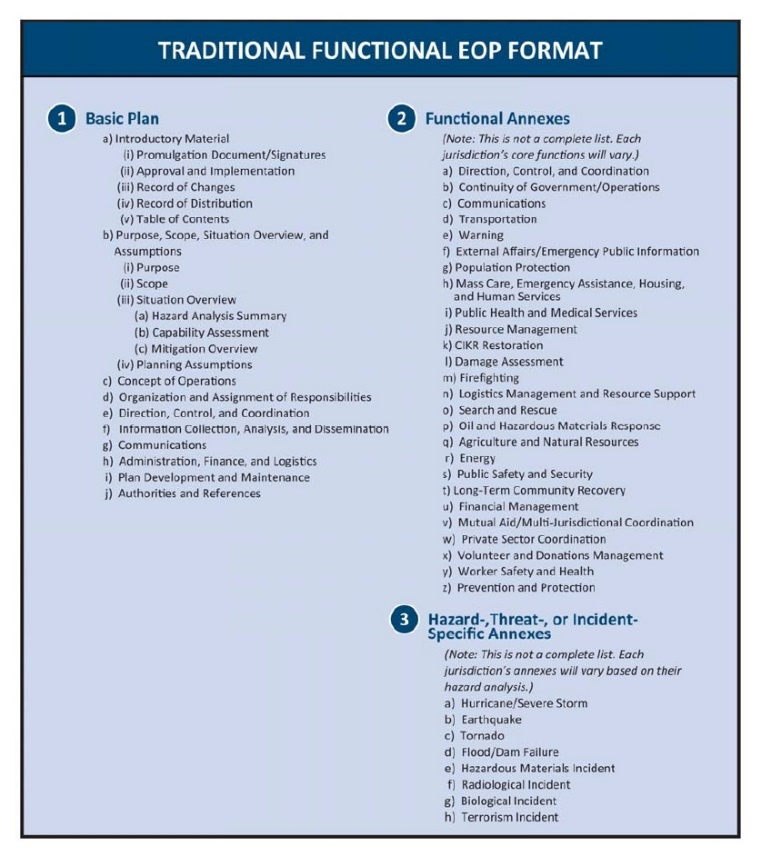 TRADITIONAL FUNCTIONAL EOP FORMAT
1 Basic Plan
a) Introductory Material
(i) Promulgation Document/Signatures
(ii) Approval and Implementation
(iii) Record of Changes
(iv) Record of Distribution
(v) Table of Contents
b) Purpose, Scope, Situation Overview, and
Assumptions
(i) Purpose
(ii) Scope
(iii) Situation Overview
(a) Hazard Analysis Summary
(b) Capability Assessment
(c) Mitigation Overview
(iv) Planning Assumptions
c) Concept of Operations
d) Organization and Assignment of Responsibilities
e) Direction, Control, and Coordination
f) Information Collection, Analysis, and Dissemination
g) Communications
h) Administration, Finance, and Logistics
i) Plan Development and Maintenance
j) Authorities and References
2 Functional Annexes
(Note: This is not a complete list. Each
jurisdiction's core functions will vary.)
a) Direction, Control, and Coordination
b) Continuity of Government/Operations
c) Communications
d) Transportation
e) Warning
f) External Affairs/Emergency Public Information
g) Population Protection
h) Mass Care, Emergency Assistance, Housing,
and Human Services
i) Public Health and Medical Services
j) Resource Management
k) CIKR Restoration
l) Damage Assessment
m) Firefighting
n) Logistics Management and Resource Support
o) Search and Rescue
p) Oil and Hazardous Materials Response
q) Agriculture and Natural Resources
r) Energy
s) Public Safety and Security
t) Long-Term Community Recovery
u) Financial Management
v) Mutual Aid/Multi-Jurisdictional Coordination
w) Private Sector Coordination
x) Volunteer and Donations Management
y) Worker Safety and Health
z) Prevention and Protection
3 Hazard-,Threat-, or Incident-
Specific Annexes
(Note: This is not a complete list. Each
jurisdiction's annexes will vary based on their
hazard analysis.)
a) Hurricane/Severe Storm
b) Earthquake
c) Tornado
d) Flood/Dam Failure
e) Hazardous Materials Incident
f) Radiological Incident
g) Biological Incident
h) Terrorism Incident